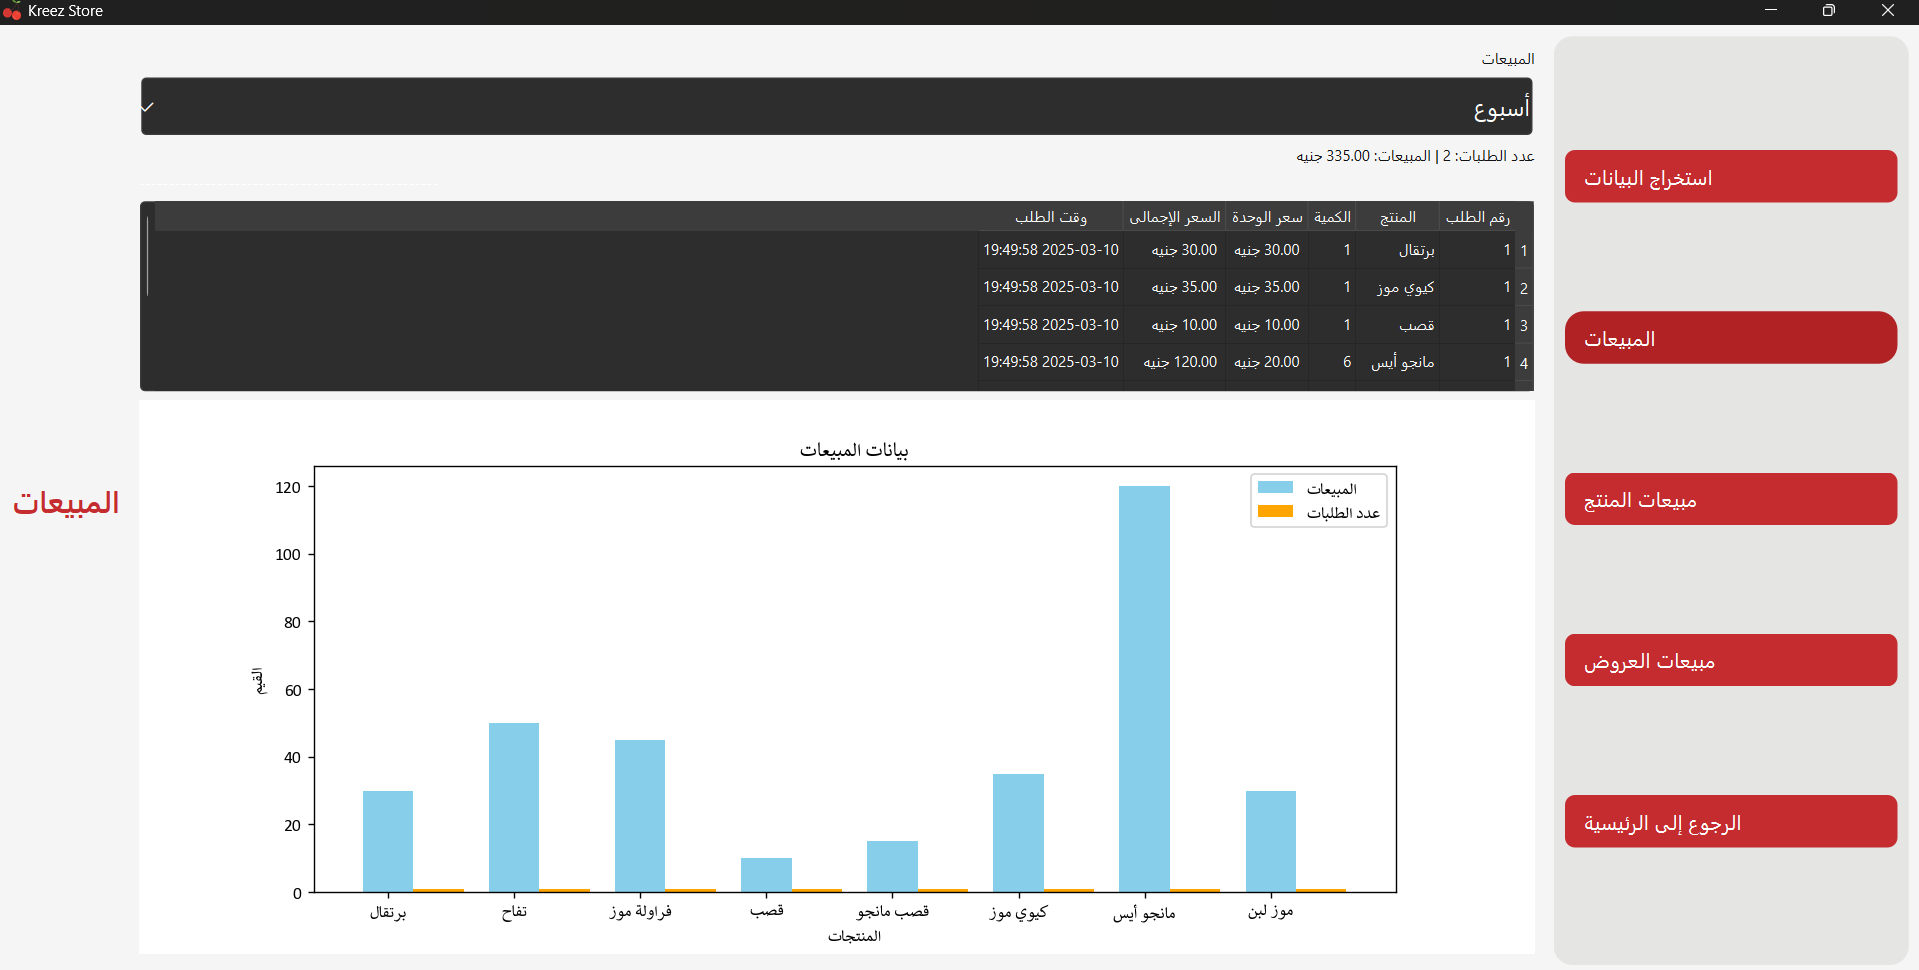 Kreez Store
المبيعات
أسبوع
عدد الطلبات: 2 | المبيعات: 335.00 جنيه
رقم الطلب المنتج الكمية سعر الوحدة السعر الإجمالى وقت الطلب
1 1 برتقال 1 30.00 جنيه 30.00 جنيه 2025-03-10 19:49:58
2 1 كيوي موز 1 35.00 جنيه 35.00 جنيه 2025-03-10 19:49:58
3 1 قصب 1 10.00 جنيه 10.00 جنيه 2025-03-10 19:49:58
4 1 مانجو أيس 6 20.00 جنيه 120.00 جنيه 2025-03-10 19:49:58
استخراج البيانات
المبيعات
مبيعات المنتج
مبيعات العروض
الرجوع إلى الرئيسية
المبيعات
بيانات المبيعات
المبيعات
عدد الطلبات
القيم
120
100
80
60
40
20
0
برتقال تفاح فراولة موز قصب قصب مانجو كيوي موز مانجو أيس موز لبن
المنتجات